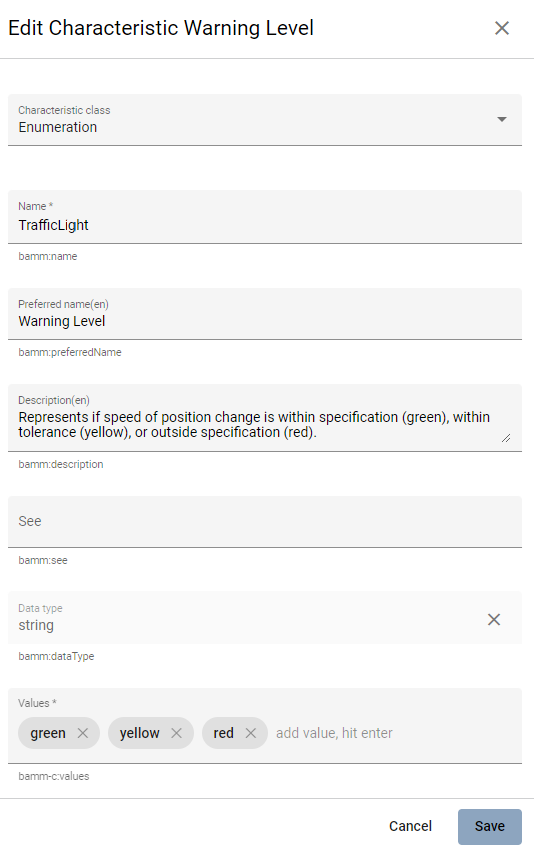 Edit Characteristic Warning Level
Characteristic class
Enumeration
Name *
TrafficLight
bamm:name
Preferred name(en)
Warning Level
bamm:preferredName
Description(en)
Represents if speed of position change is within specification (green), within
tolerance (yellow), or outside specification (red).
bamm:description
See
bamm:see
Data type
string
bamm:dataType
Values *
green yellow red add value, hit enter
bamm-c:values
Cancel Save